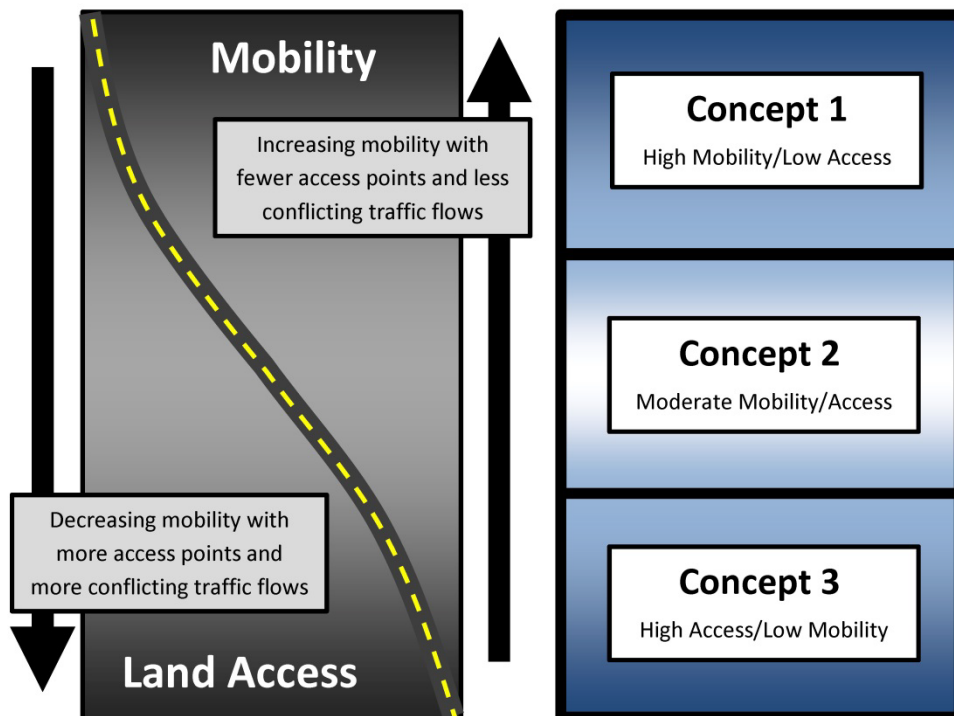 Mobility
Increasing mobility with
fewer access points and less
conflicting traffic flows
Decreasing mobility with
more access points and
more conflicting traffic flows
Land Access
Concept 1
High Mobility/Low Access
Concept 2
Moderate Mobility/Access
Concept 3
High Access/Low Mobility